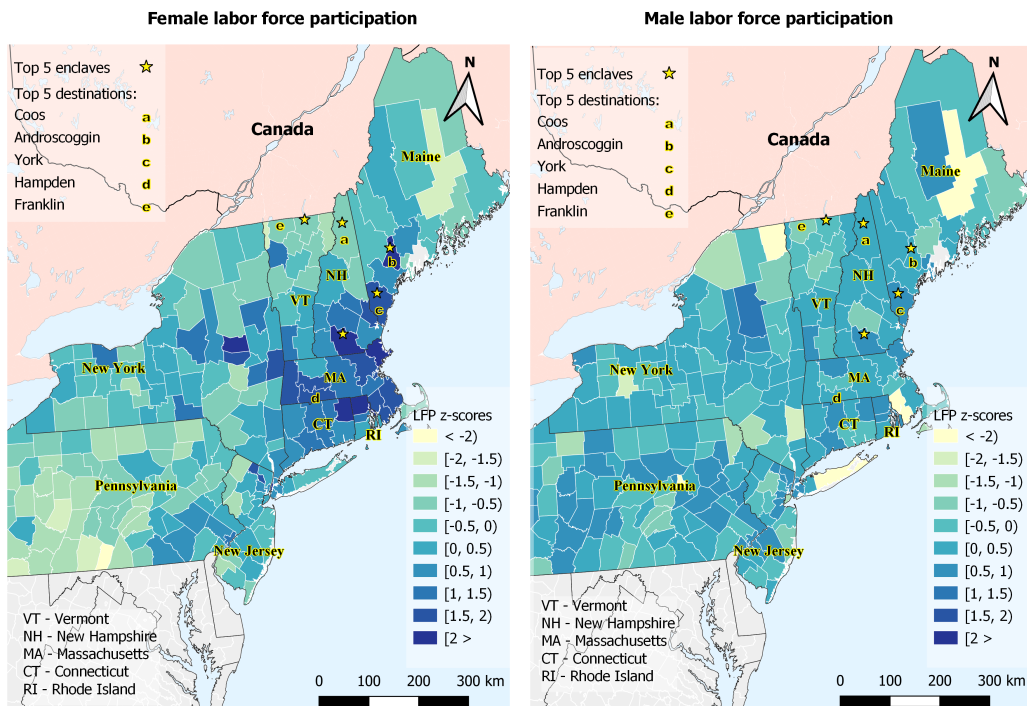 Female labor force participation
Top 5 enclaves
Top 5 destinations:
Coos a
Androscoggin b
York c
Hampden d
Franklin e
N
Canada
Maine
e
a
NH
b
VT
c
New York
MA
d
CT
RI
Pennsylvania
New Jersey
LFP z-scores
< -2)
[-2, -1.5)
[-1.5, -1)
[-1, -0.5)
[-0.5, 0)
[0, 0.5)
[0.5, 1)
[1, 1.5)
[1.5, 2)
[2 >
VT - Vermont
NH - New Hampshire
MA - Massachusetts
CT - Connecticut
RI - Rhode Island
0 100 200 300 km
Male labor force participation
Top 5 enclaves
Top 5 destinations:
Coos a
Androscoggin b
York c
Hampden d
Franklin e
N
Canada
Maine
e
a
NH
b
VT
c
New York
MA
d
CT
RI
Pennsylvania
New Jersey
LFP z-scores
< -2)
[-2, -1.5)
[-1.5, -1)
[-1, -0.5)
[-0.5, 0)
[0, 0.5)
[0.5, 1)
[1, 1.5)
[1.5, 2)
[2 >
VT - Vermont
NH - New Hampshire
MA - Massachusetts
CT - Connecticut
RI - Rhode Island
0 100 200 300 km